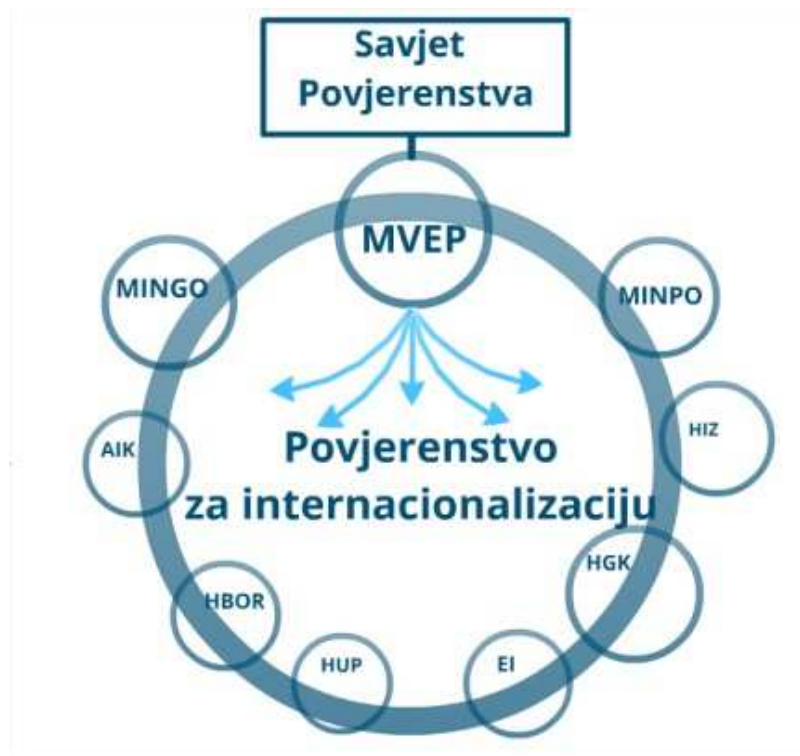 Savjet
Povjerenstva
MVEP
MINGO
MINPO
AIK
HIZ
Povjerenstvo
za internacionalizaciju
HGK
HBOR
HUP
EI